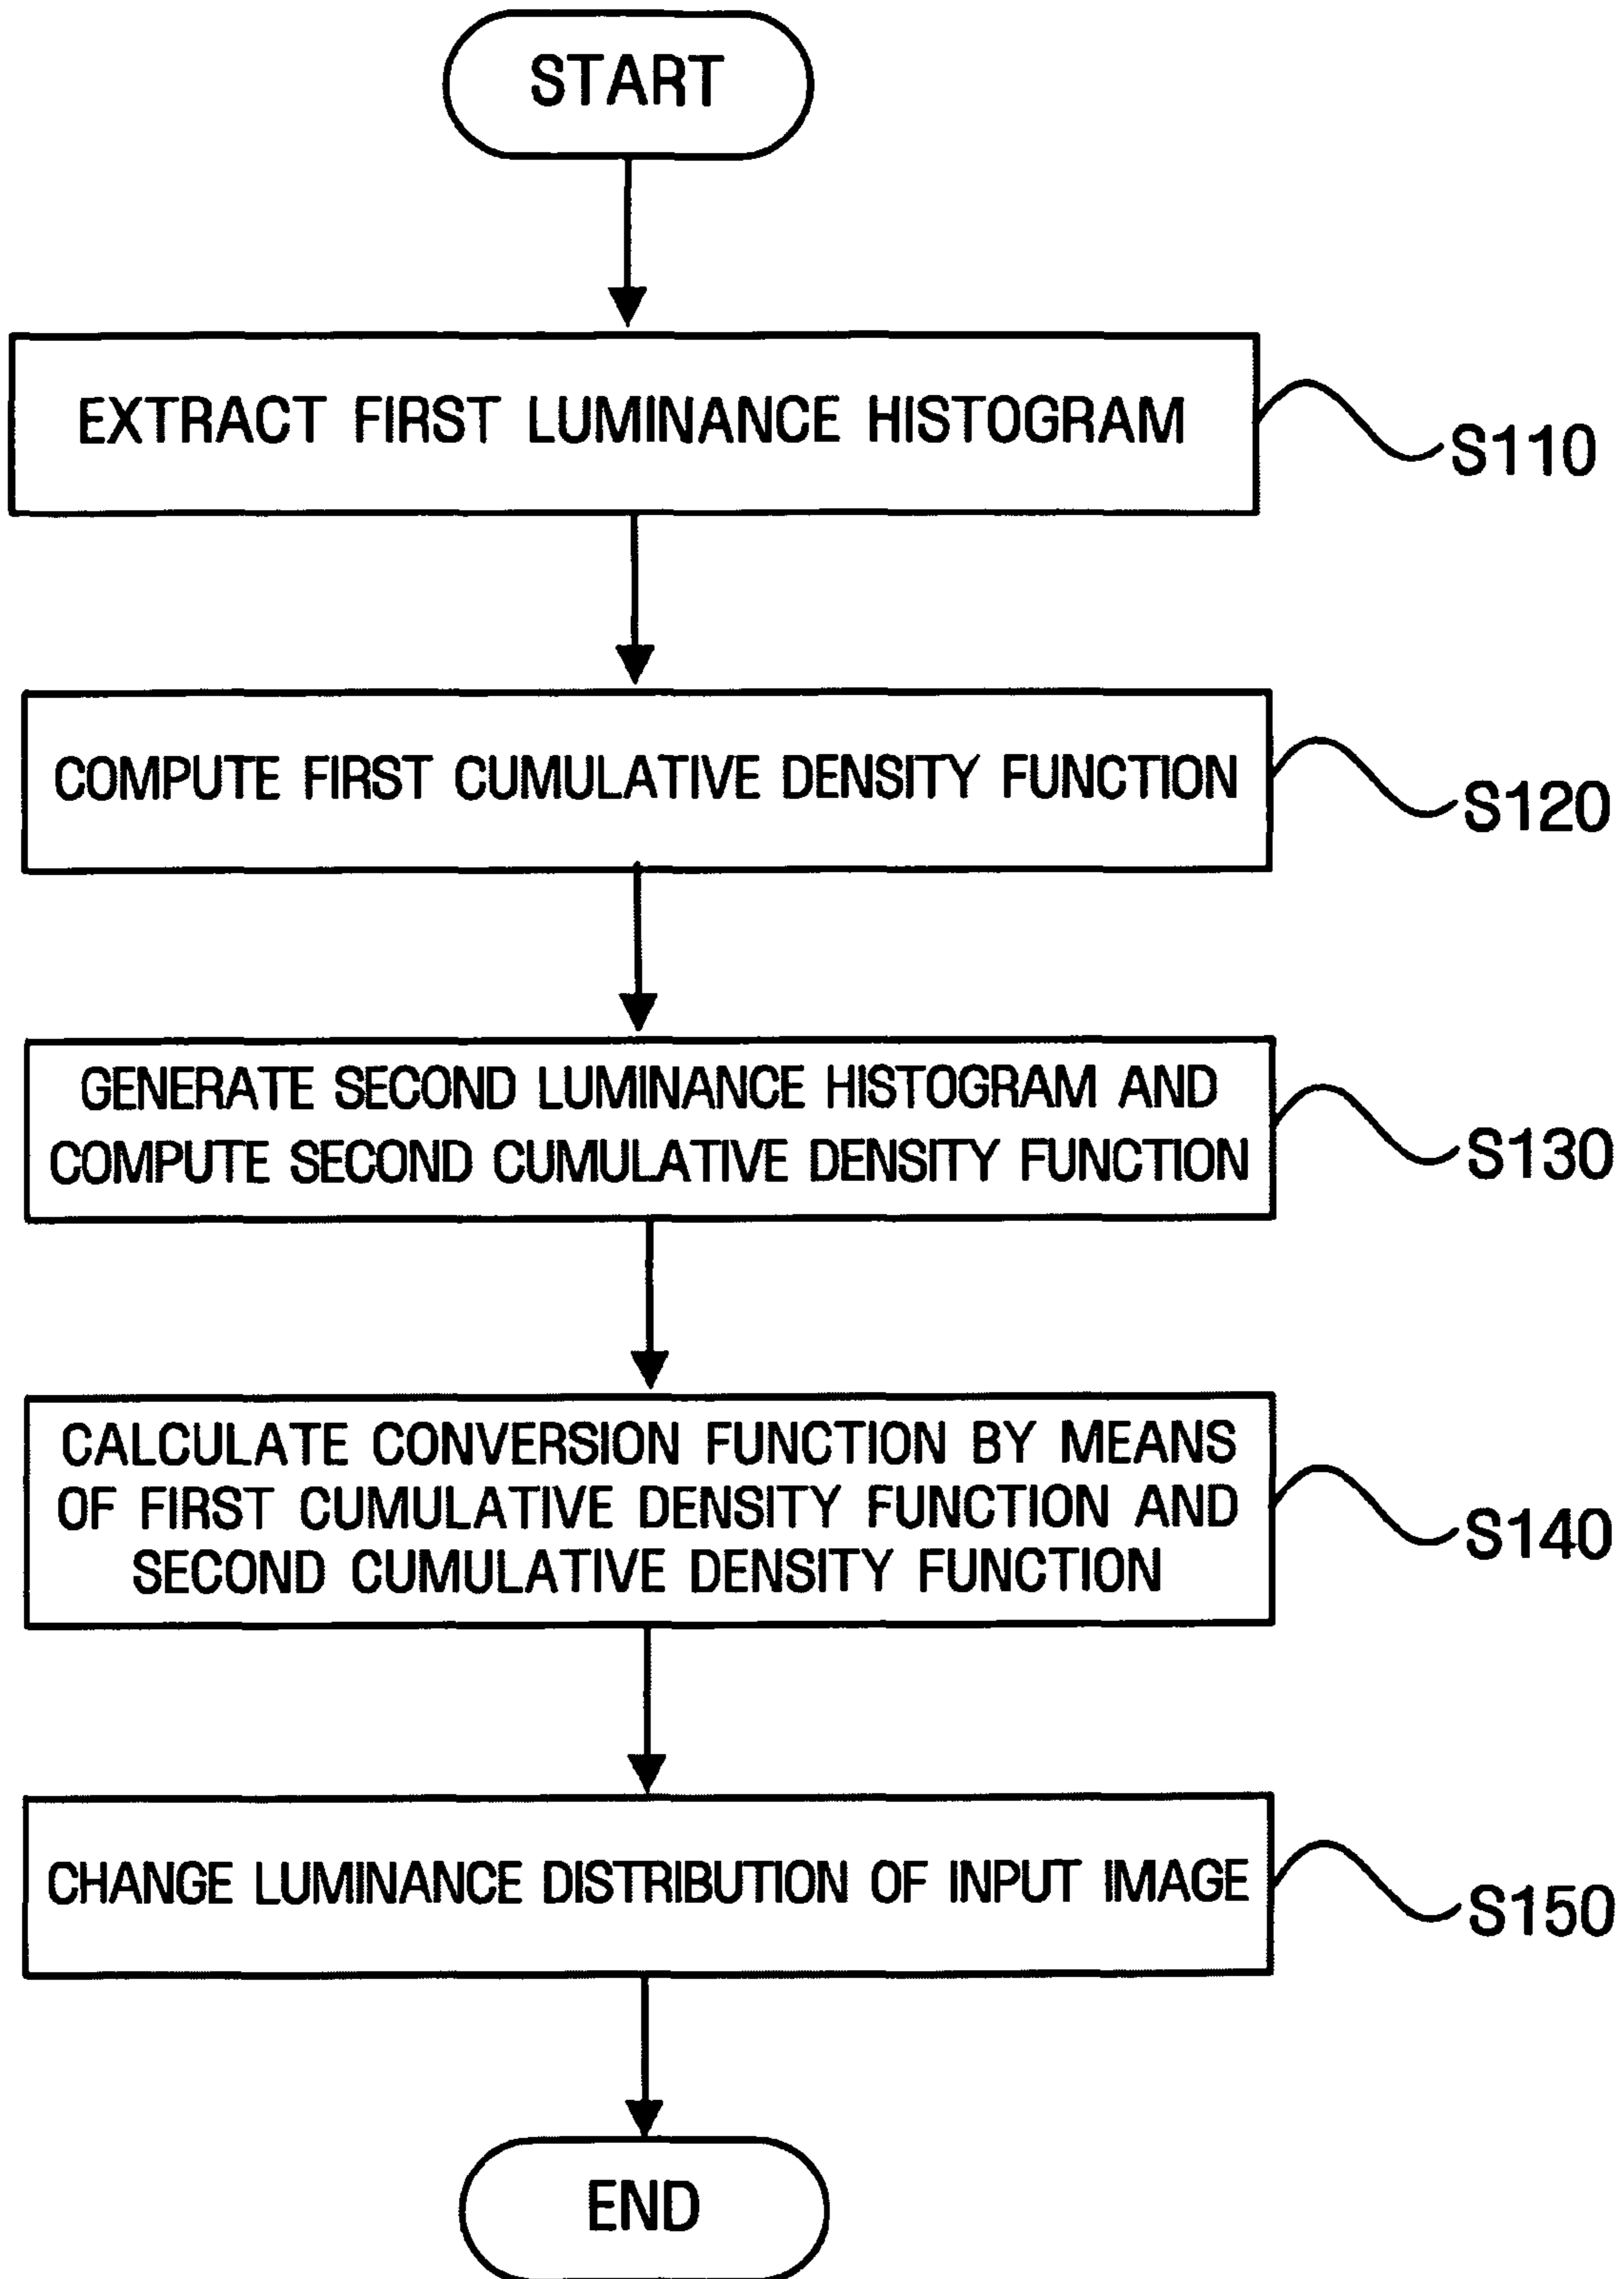 START
EXTRACT FIRST LUMINANCE HISTOGRAM
S110
COMPUTE FIRST CUMULATIVE DENSITY FUNCTION
S120
GENERATE SECOND LUMINANCE HISTOGRAM AND
COMPUTE SECOND CUMULATIVE DENSITY FUNCTION
S130
CALCULATE CONVERSION FUNCTION BY MEANS
OF FIRST CUMULATIVE DENSITY FUNCTION AND
SECOND CUMULATIVE DENSITY FUNCTION
S140
CHANGE LUMINANCE DISTRIBUTION OF INPUT IMAGE
S150
END